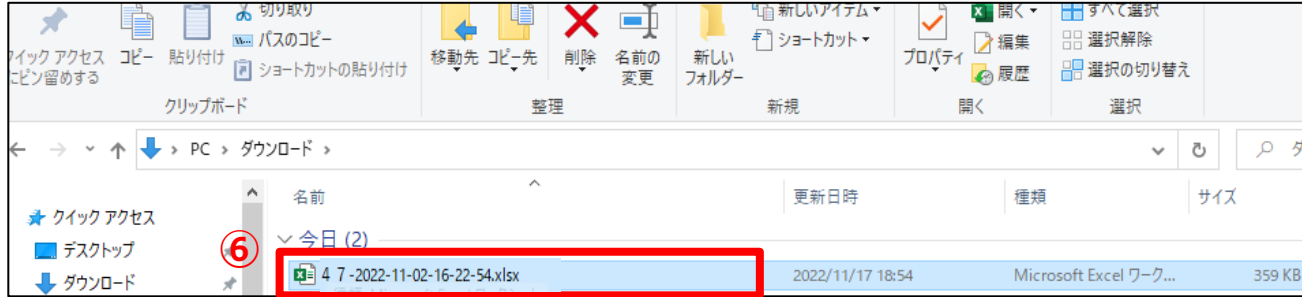 切り取り
パスのコピー
ショートカットの貼り付け
クイック アクセス
にピン留めする
コピー
貼り付け
クリップボード
移動先
コピー先
削除
名前の
変更
整理
新しい
フォルダー
新しいアイテム
ショートカット
新規
プロパティ
開く
編集
履歴
開く
すべて選択
選択解除
選択の切り替え
選択
PC › ダウンロード ›
名前 更新日時 種類 サイズ
クイック アクセス
デスクトップ
ダウンロード
今日 (2)
⑥
4 7 -2022-11-02-16-22-54.xlsx 2022/11/17 18:54 Microsoft Excel ワーク... 359 KB